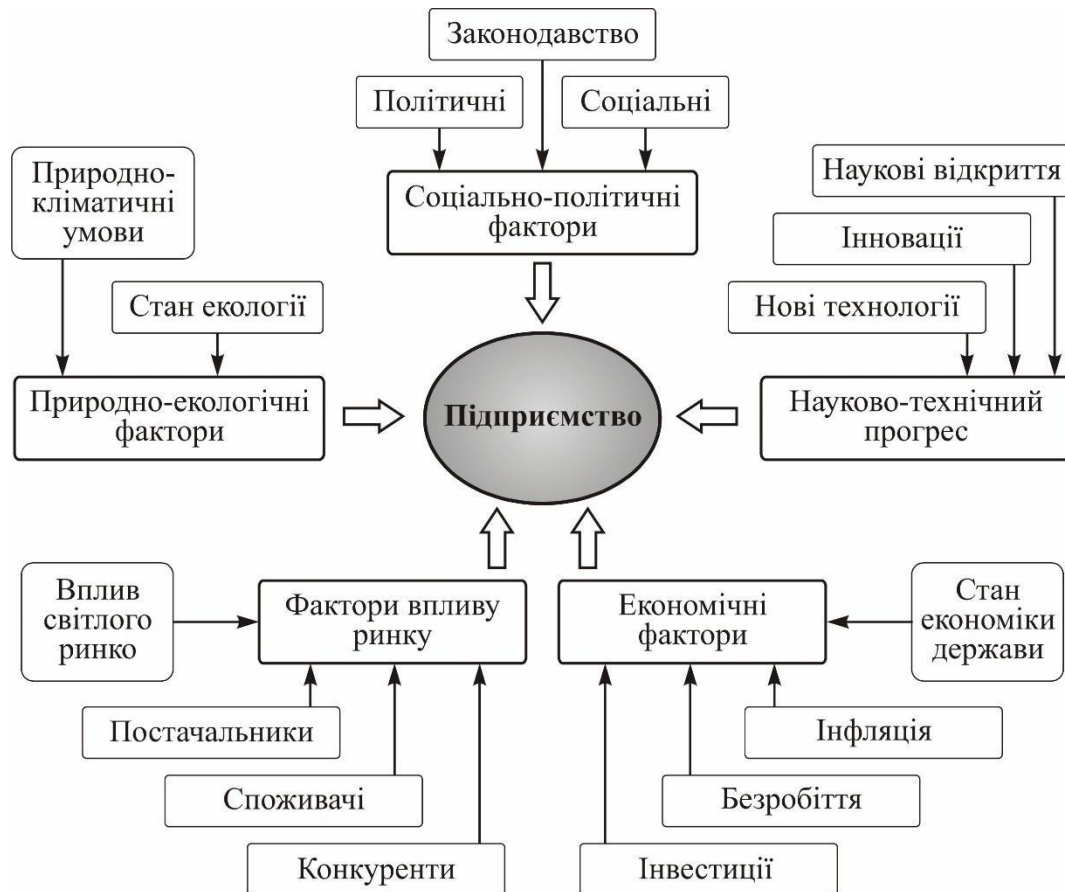 Законодавство
Політичні
Соціальні
Соціально-політичні
фактори
Природно-
кліматичні
умови
Стан екології
Природно-екологічні
фактори
Наукові відкриття
Інновації
Нові технології
Науково-технічний
прогрес
Підприємство
Вплив
світлого
ринко
Фактори впливу
ринку
Постачальники
Споживачі
Конкуренти
Економічні
фактори
Стан
економіки
держави
Інфляція
Безробіття
Інвестиції